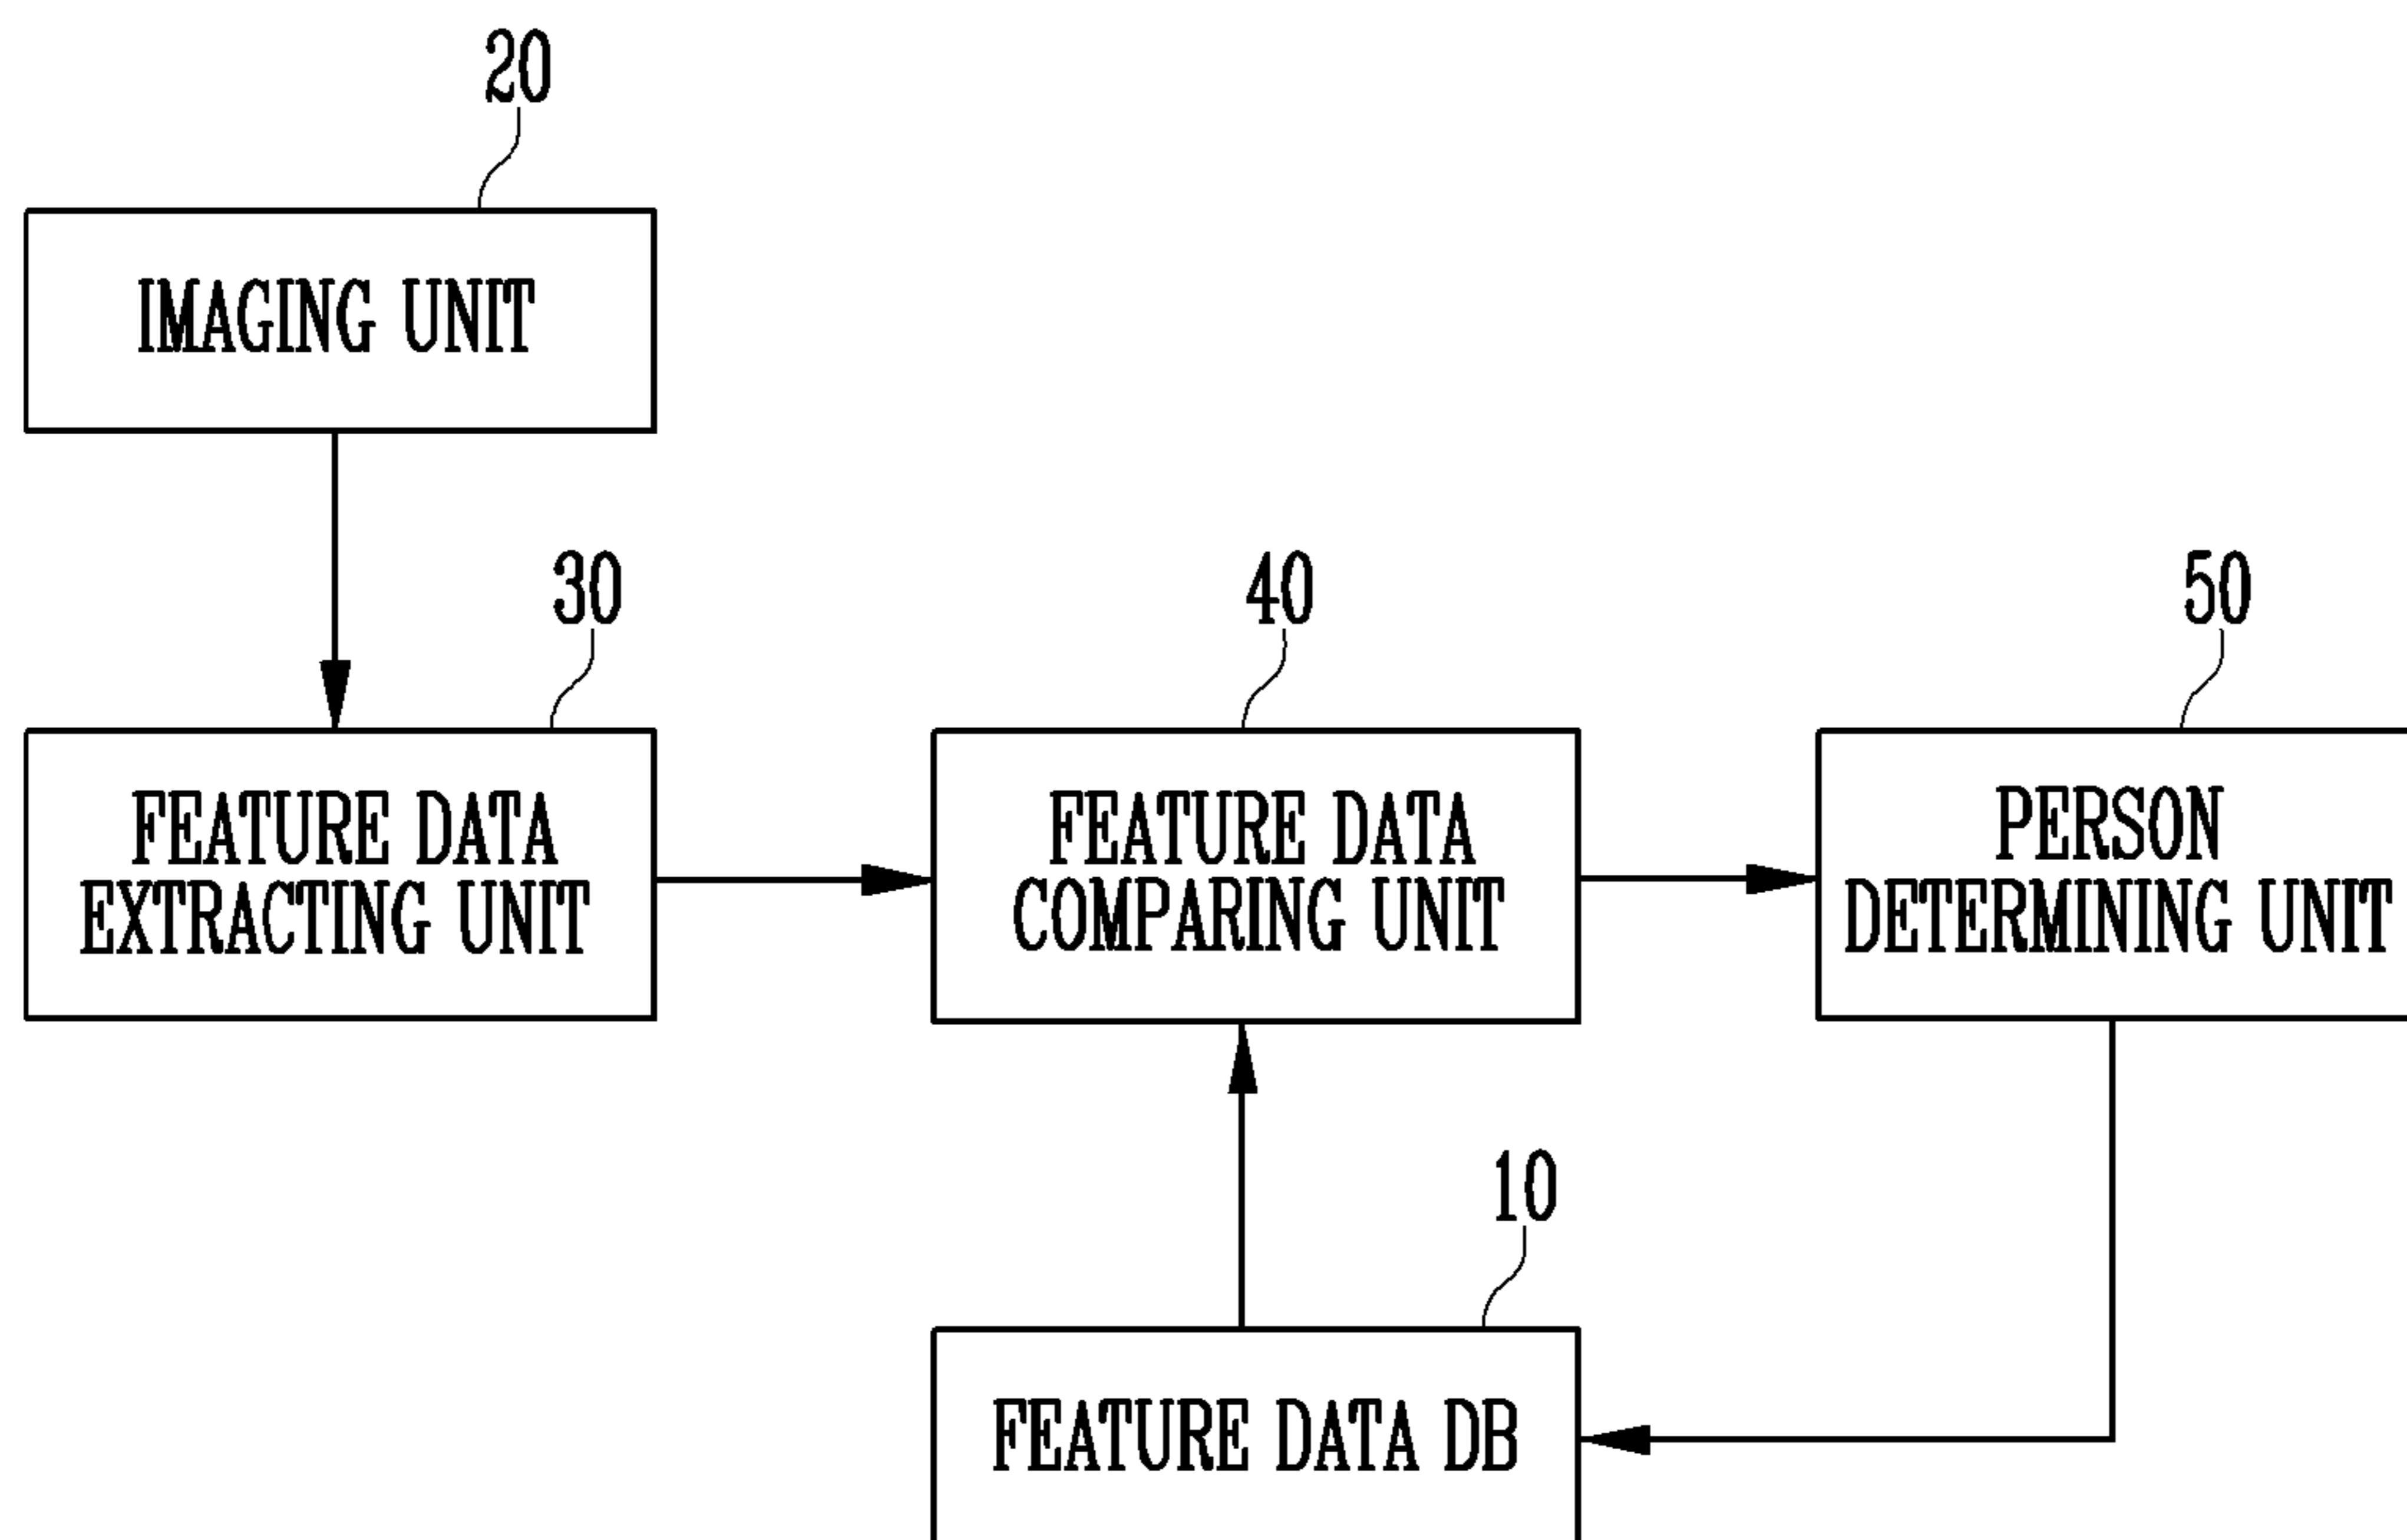 20
IMAGING UNIT
30
FEATURE DATA
EXTRACTING UNIT
40
FEATURE DATA
COMPARING UNIT
50
PERSON
DETERMINING UNIT
10
FEATURE DATA DB